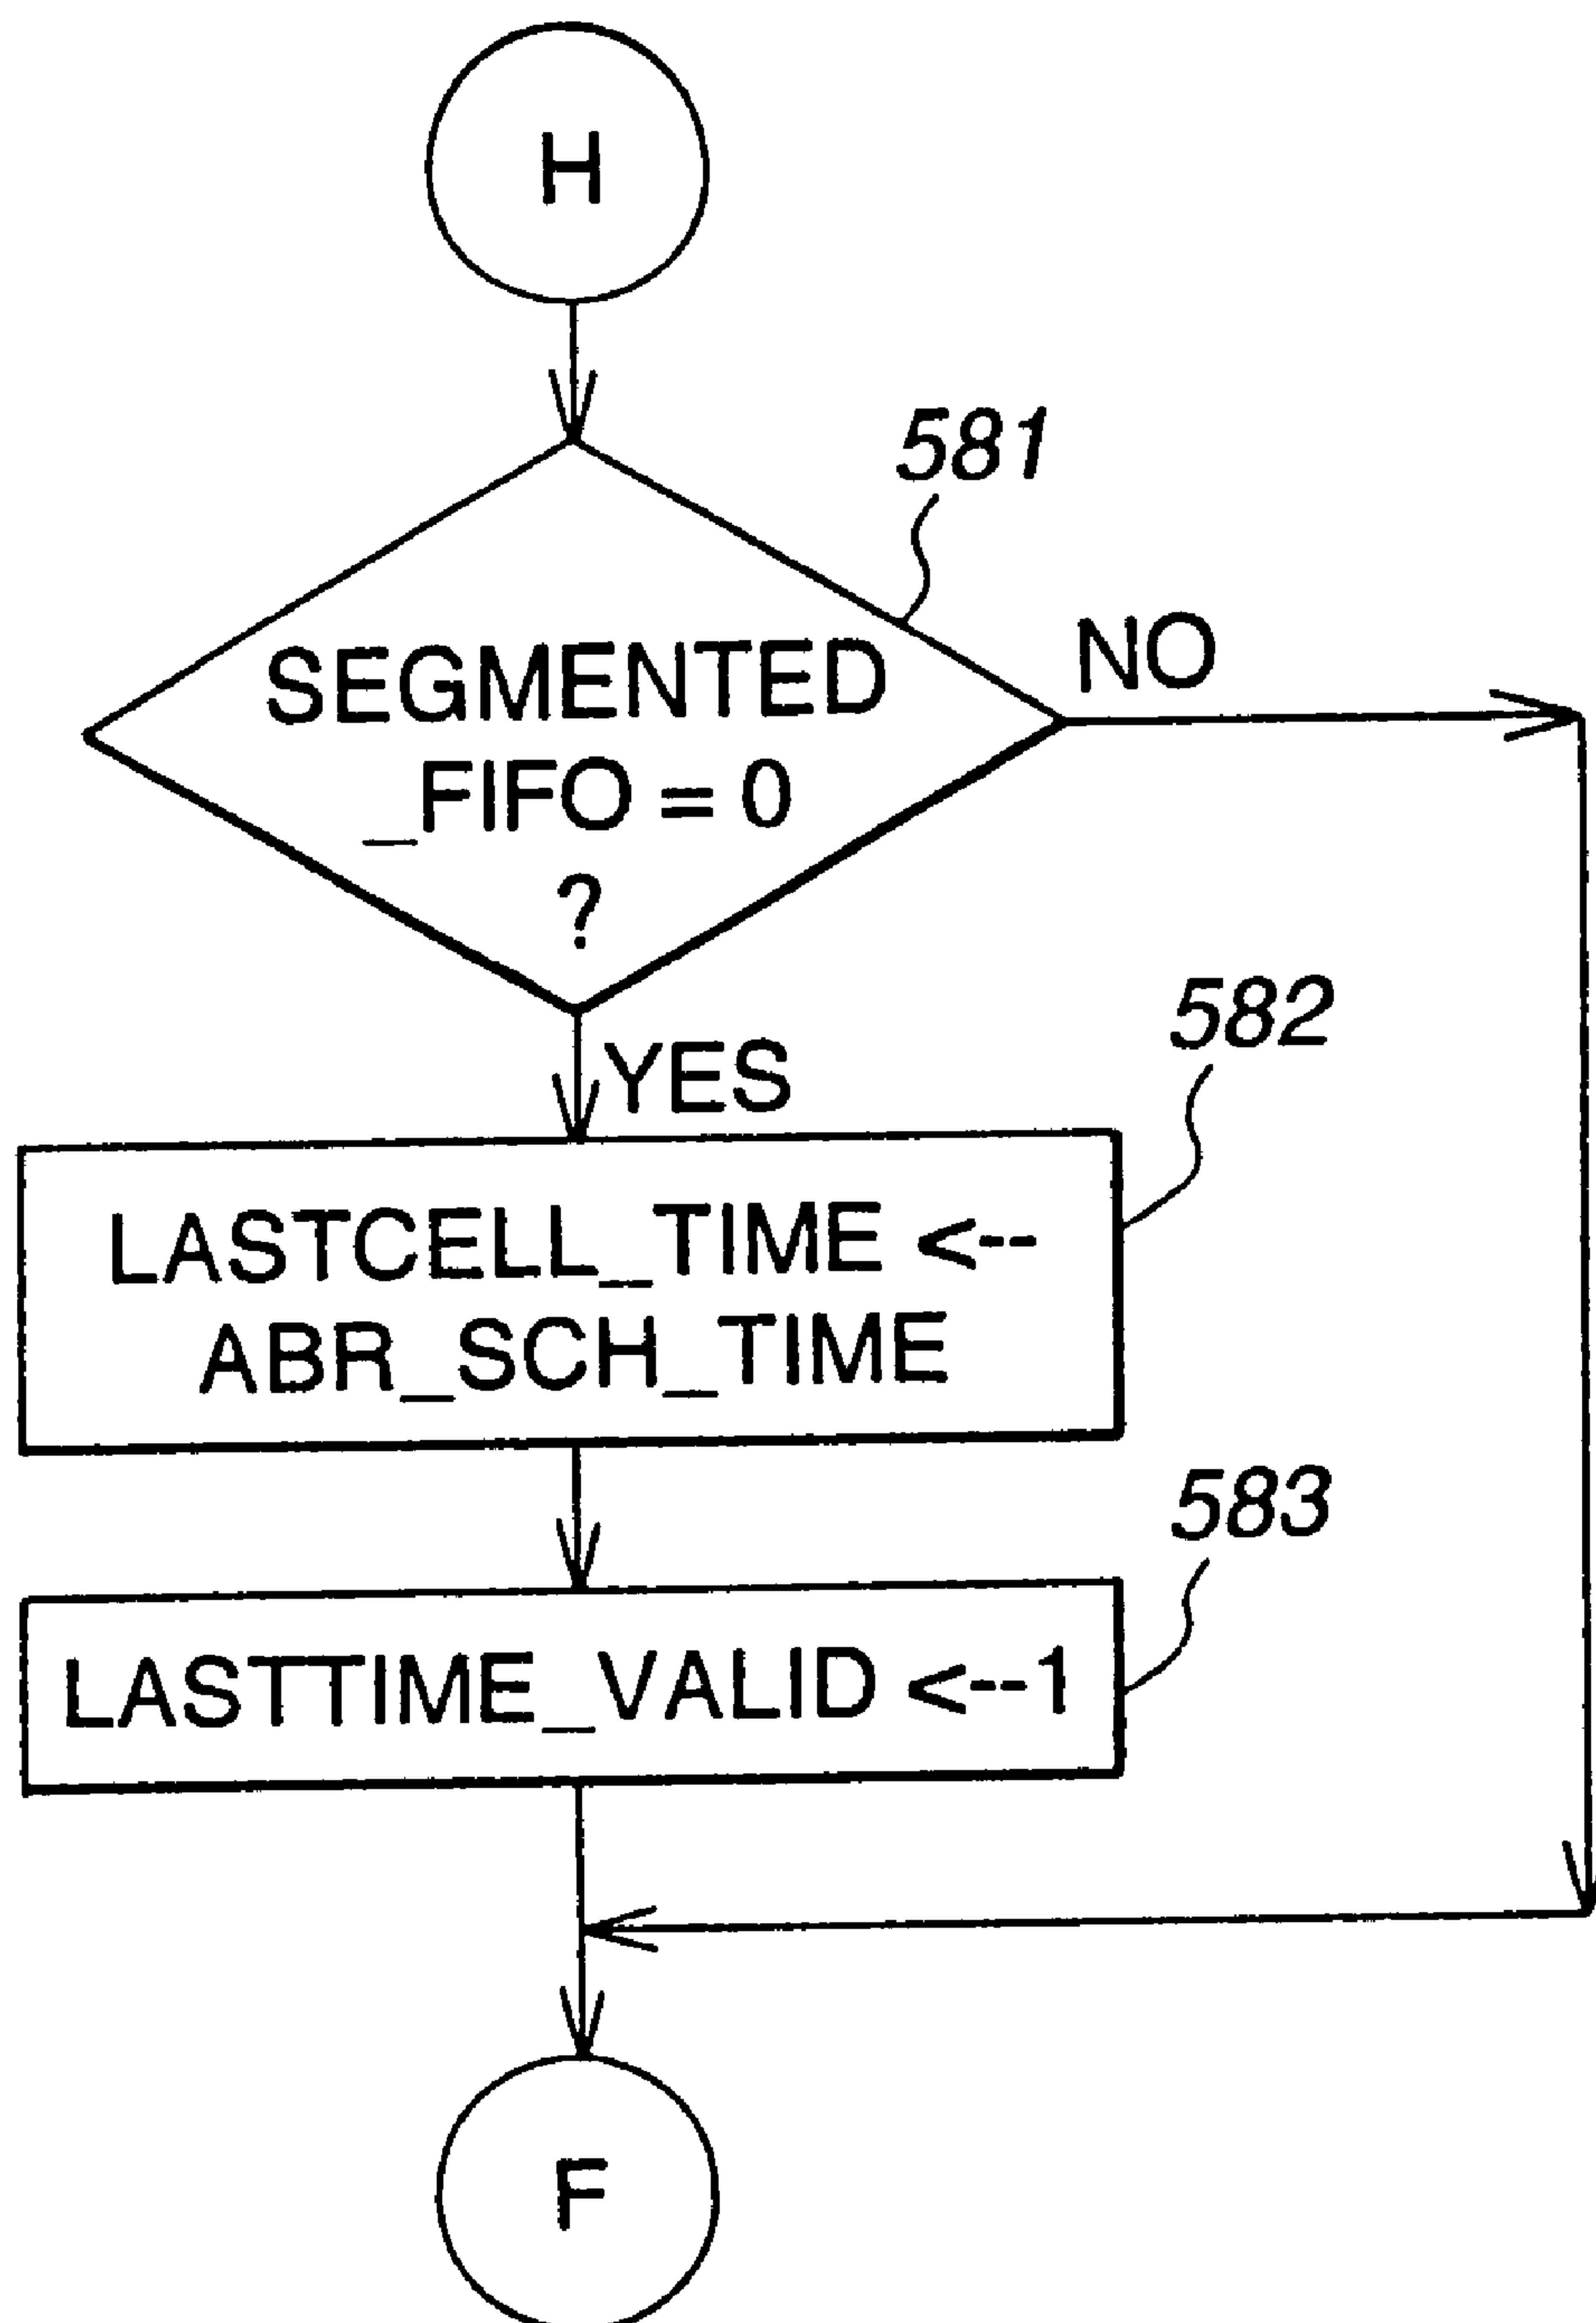 H
581
SEGMENTED
_FIFO = 0
?
NO
YES
582
LASTCELL_TIME <--
ABR_SCH_TIME
583
LASTTIME_VALID <--1
F